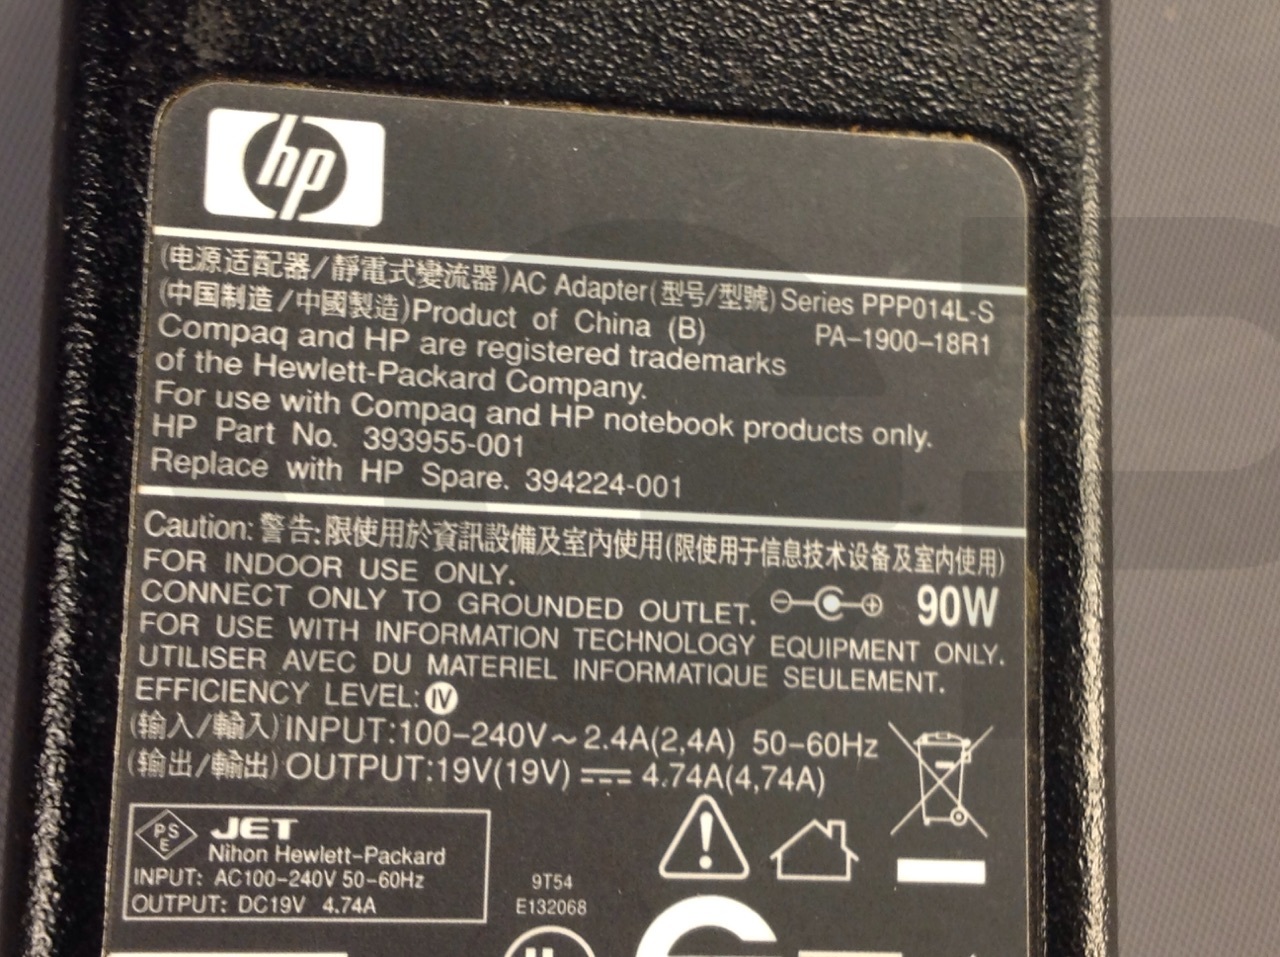 hp
(电源适配器/靜電式變流器)AC Adapter(型号/型號)Series PPP014L-S
(中国制造/中國製造)Product of China (B) PA-1900-18R1
Compaq and HP are registered trademarks
of the Hewlett-Packard Company.
For use with Compaq and HP notebook products only.
HP Part No. 393955-001
Replace with HP Spare. 394224-001
Caution: 警告:限使用於資訊設備及室內使用(限使用于信息技术设备及室内使用)
FOR INDOOR USE ONLY.
CONNECT ONLY TO GROUNDED OUTLET. 90W
FOR USE WITH INFORMATION TECHNOLOGY EQUIPMENT ONLY.
UTILISER AVEC DU MATERIEL INFORMATIQUE SEULEMENT.
EFFICIENCY LEVEL: IV
(输入/輸入)INPUT:100-240V~2.4A(2,4A) 50-60Hz
(输出/輸出)OUTPUT:19V(19V) ⎓ 4.74A(4,74A)
PSE JET
Nihon Hewlett-Packard
INPUT: AC100-240V 50-60Hz
OUTPUT: DC19V 4.74A
9T54
E132068